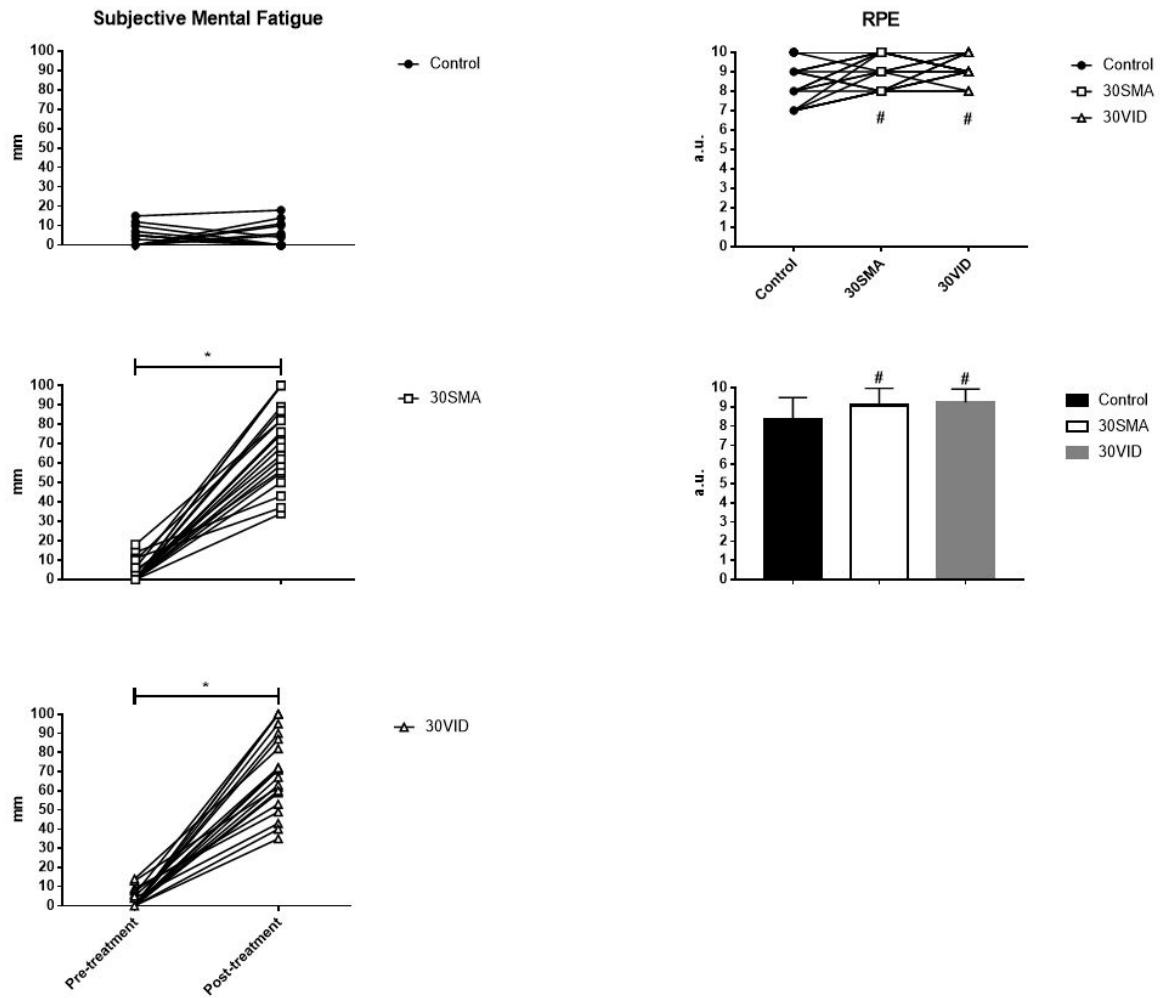 Subjective Mental Fatigue
100
90
80
70
60
50
40
30
20
10
0
mm
Control
RPE
10
9
8
7
6
5
4
3
2
1
0
a.u.
# #
Control
30SMA
30VID
Control
30SMA
30VID
*
100
90
80
70
60
50
40
30
20
10
0
mm
30SMA
10
9
8
7
6
5
4
3
2
1
0
a.u.
# #
Control
30SMA
30VID
*
100
90
80
70
60
50
40
30
20
10
0
mm
30VID
Pre-treatment
Post-treatment